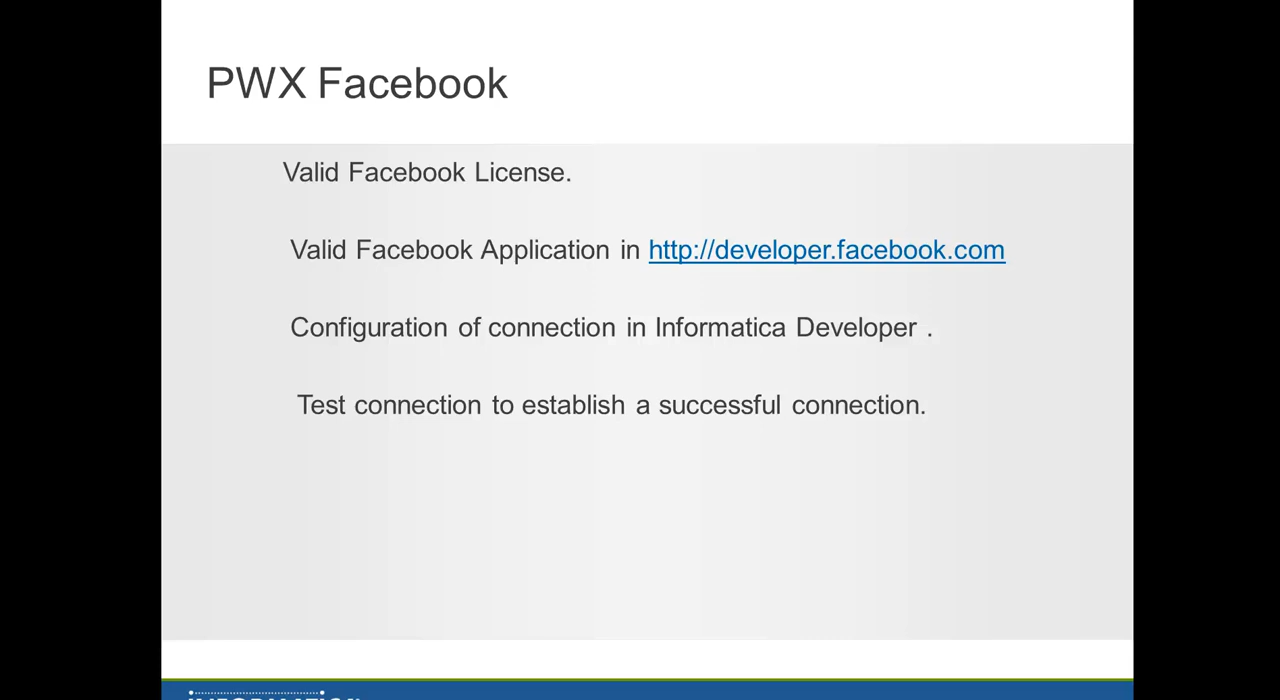 PWX Facebook
Valid Facebook License.
Valid Facebook Application in http://developer.facebook.com
Configuration of connection in Informatica Developer .
Test connection to establish a successful connection.